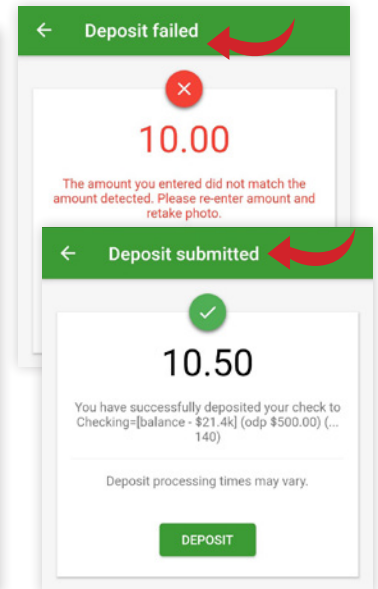 Deposit failed
10.00
The amount you entered did not match the
amount detected. Please re-enter amount and
retake photo.
Deposit submitted
10.50
You have successfully deposited your check to
Checking=[balance - $21.4k] (odp $500.00) (...
140)
Deposit processing times may vary.
DEPOSIT